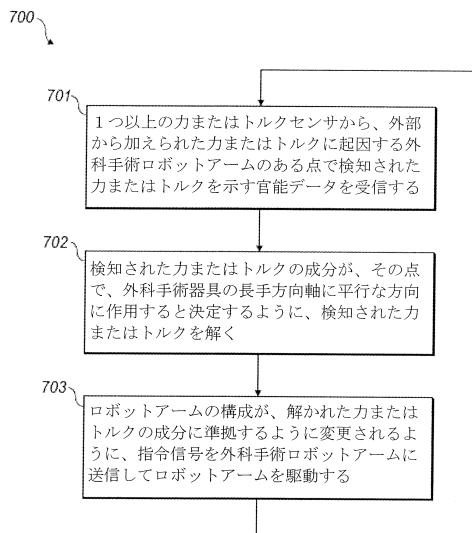 700
701
１つ以上の力またはトルクセンサから、外部
から加えられた力またはトルクに起因する外
科手術ロボットアームのある点で検知された
力またはトルクを示す官能データを受信する
702
検知された力またはトルクの成分が、その点
で、外科手術器具の長手方向軸に平行な方向
に作用すると決定するように、検知された力
またはトルクを解く
703
ロボットアームの構成が、解かれた力または
トルクの成分に準拠するように変更されるよ
うに、指令信号を外科手術ロボットアームに
送信してロボットアームを駆動する